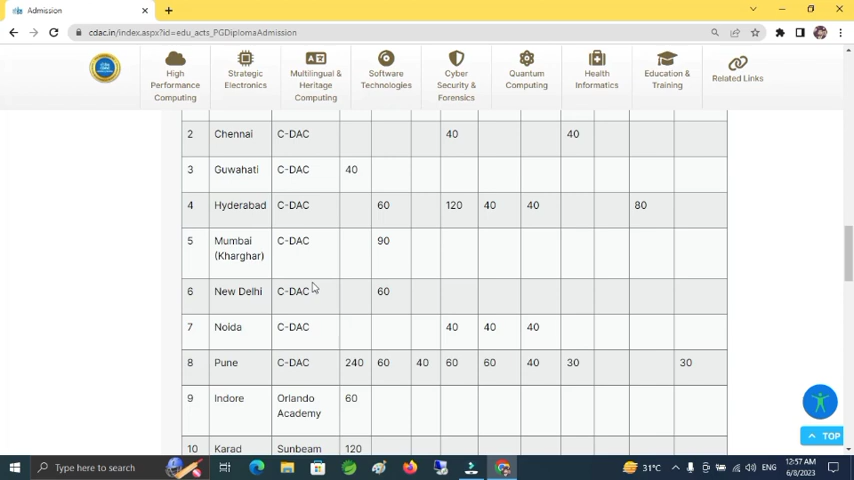 Admission
cdac.in/index.aspx?id=edu_acts_PGDiplomaAdmission
High Performance Computing
Strategic Electronics
Multilingual & Heritage Computing
Software Technologies
Cyber Security & Forensics
Quantum Computing
Health Informatics
Education & Training
Related Links
2 Chennai C-DAC 40 40
3 Guwahati C-DAC 40
4 Hyderabad C-DAC 60 120 40 40 80
5 Mumbai (Kharghar) C-DAC 90
6 New Delhi C-DAC 60
7 Noida C-DAC 40 40 40
8 Pune C-DAC 240 60 40 60 60 40 30 30
9 Indore Orlando Academy 60
10 Karad Sunbeam 120
TOP
Type here to search
31°C
ENG
12:57 AM
6/8/2023